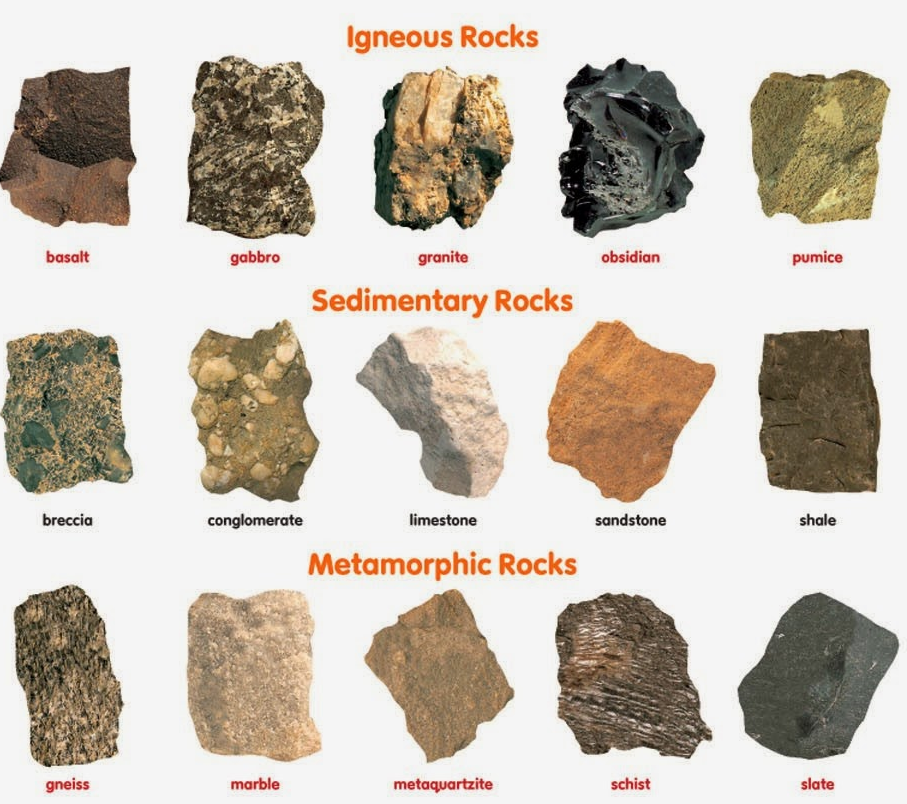 Igneous Rocks
basalt gabbro granite obsidian pumice
Sedimentary Rocks
breccia conglomerate limestone sandstone shale
Metamorphic Rocks
gneiss marble metaquartzite schist slate